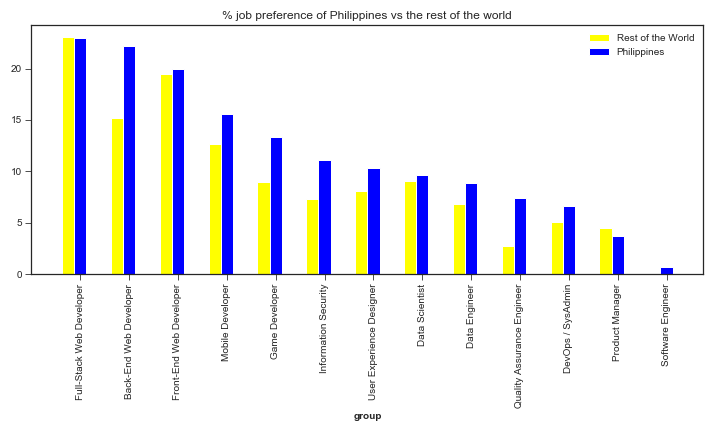 % job preference of Philippines vs the rest of the world
Rest of the World
Philippines
20
15
10
5
0
Full-Stack Web Developer
Back-End Web Developer
Front-End Web Developer
Mobile Developer
Game Developer
Information Security
User Experience Designer
Data Scientist
Data Engineer
Quality Assurance Engineer
DevOps / SysAdmin
Product Manager
Software Engineer
group